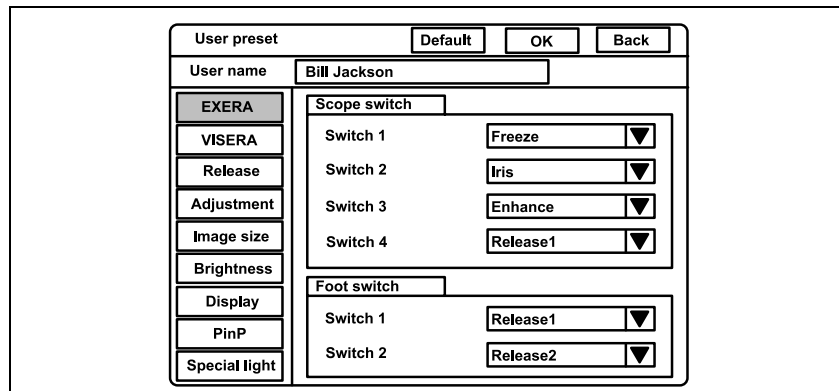 User preset Default OK Back
User name Bill Jackson
EXERA
VISERA
Release
Adjustment
Image size
Brightness
Display
PinP
Special light
Scope switch
Switch 1 Freeze
Switch 2 Iris
Switch 3 Enhance
Switch 4 Release1
Foot switch
Switch 1 Release1
Switch 2 Release2